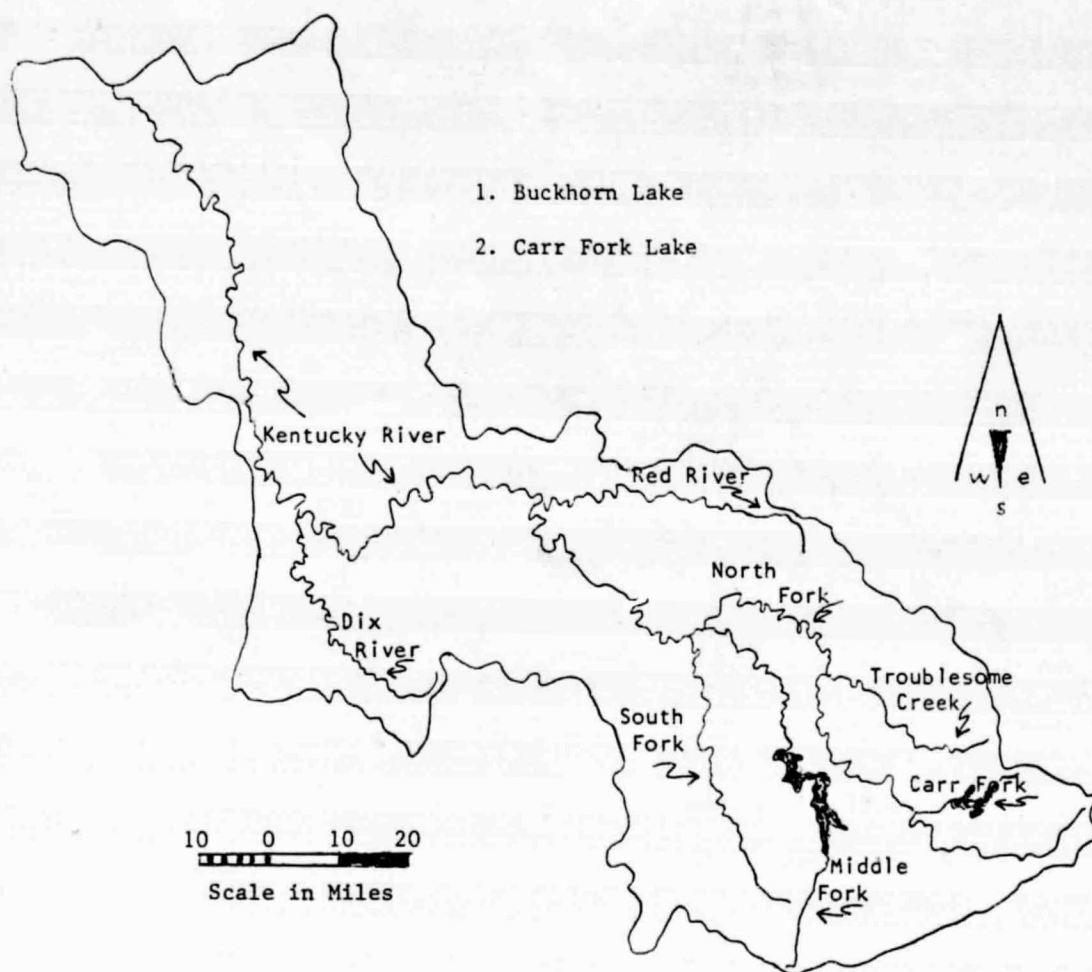 1. Buckhorn Lake
2. Carr Fork Lake
n
w e
s
Kentucky River
Red River
North
Fork
Dix
River
Troublesome
Creek
South
Fork
Carr Fork
10 0 10 20
Scale in Miles
Middle
Fork